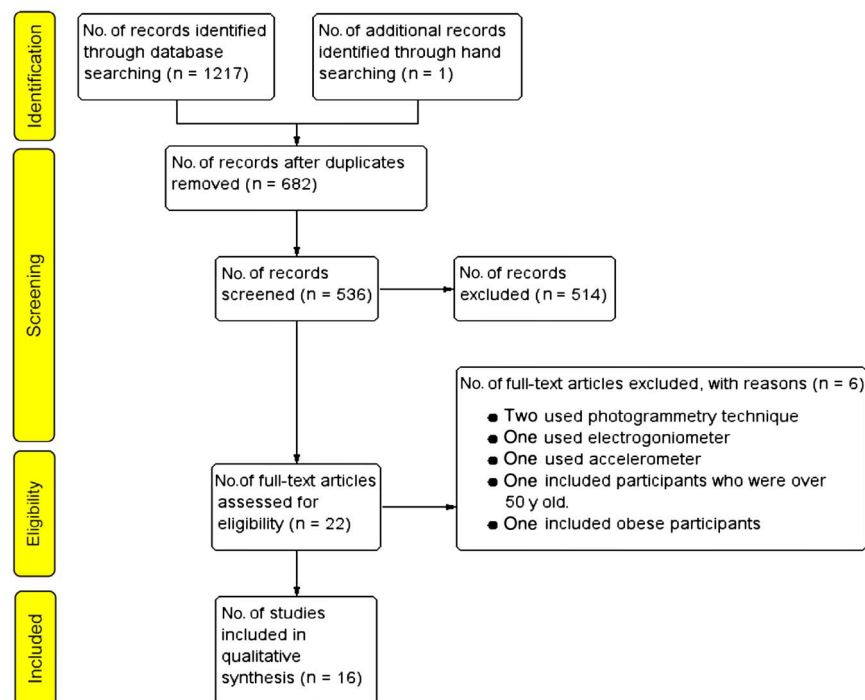 Identification
No. of records identified
through database
searching (n = 1217)
No. of additional records
identified through hand
searching (n = 1)
Screening
No. of records after duplicates
removed (n = 682)
No. of records
screened (n = 536)
No. of records
excluded (n = 514)
Eligibility
No. of full-text articles
assessed for
eligibility (n = 22)
No. of full-text articles excluded, with reasons (n = 6)
● Two used photogrammetry technique
● One used electrogoniometer
● One used accelerometer
● One included participants who were over
50 y old.
● One included obese participants
Included
No. of studies
included in
qualitative
synthesis (n = 16)